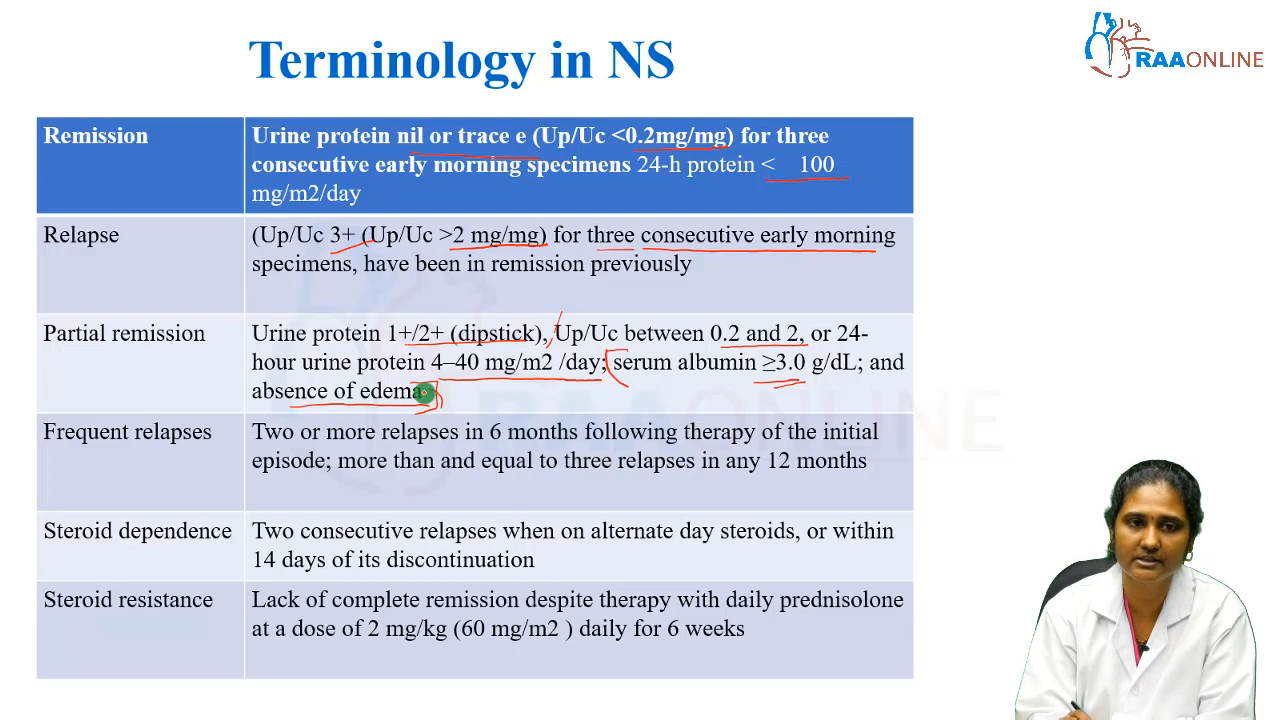 Terminology in NS
RAAONLINE
Remission
Urine protein nil or trace e (Up/Uc <0.2mg/mg) for three
consecutive early morning specimens 24-h protein < 100
mg/m2/day
Relapse
(Up/Uc 3+ (Up/Uc >2 mg/mg) for three consecutive early morning
specimens, have been in remission previously
Partial remission
Urine protein 1+/2+ (dipstick), Up/Uc between 0.2 and 2, or 24-
hour urine protein 4–40 mg/m2 /day; serum albumin ≥3.0 g/dL; and
absence of edema
Frequent relapses
Two or more relapses in 6 months following therapy of the initial
episode; more than and equal to three relapses in any 12 months
Steroid dependence
Two consecutive relapses when on alternate day steroids, or within
14 days of its discontinuation
Steroid resistance
Lack of complete remission despite therapy with daily prednisolone
at a dose of 2 mg/kg (60 mg/m2 ) daily for 6 weeks
RAAONLINE